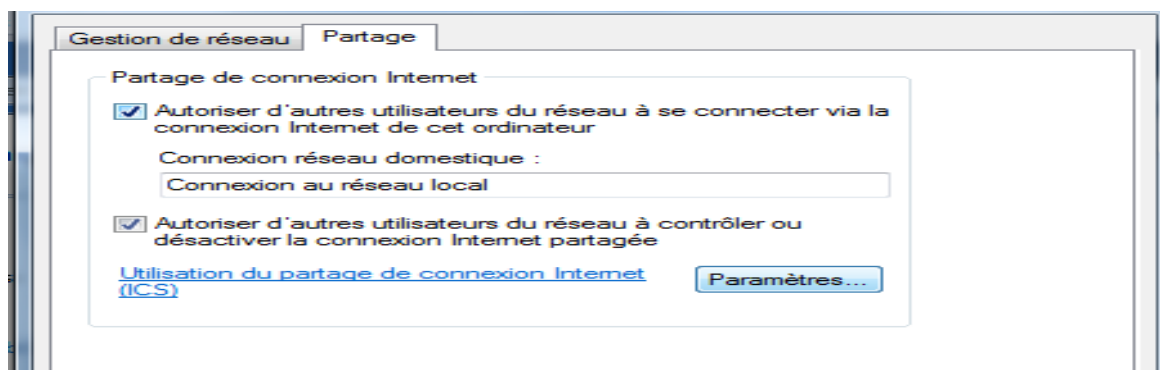 Gestion de réseau Partage
Partage de connexion Internet
Autoriser d'autres utilisateurs du réseau à se connecter via la
connexion Internet de cet ordinateur
Connexion réseau domestique :
Connexion au réseau local
Autoriser d'autres utilisateurs du réseau à contrôler ou
désactiver la connexion Internet partagée
Utilisation du partage de connexion Internet
(ICS)
Paramètres...